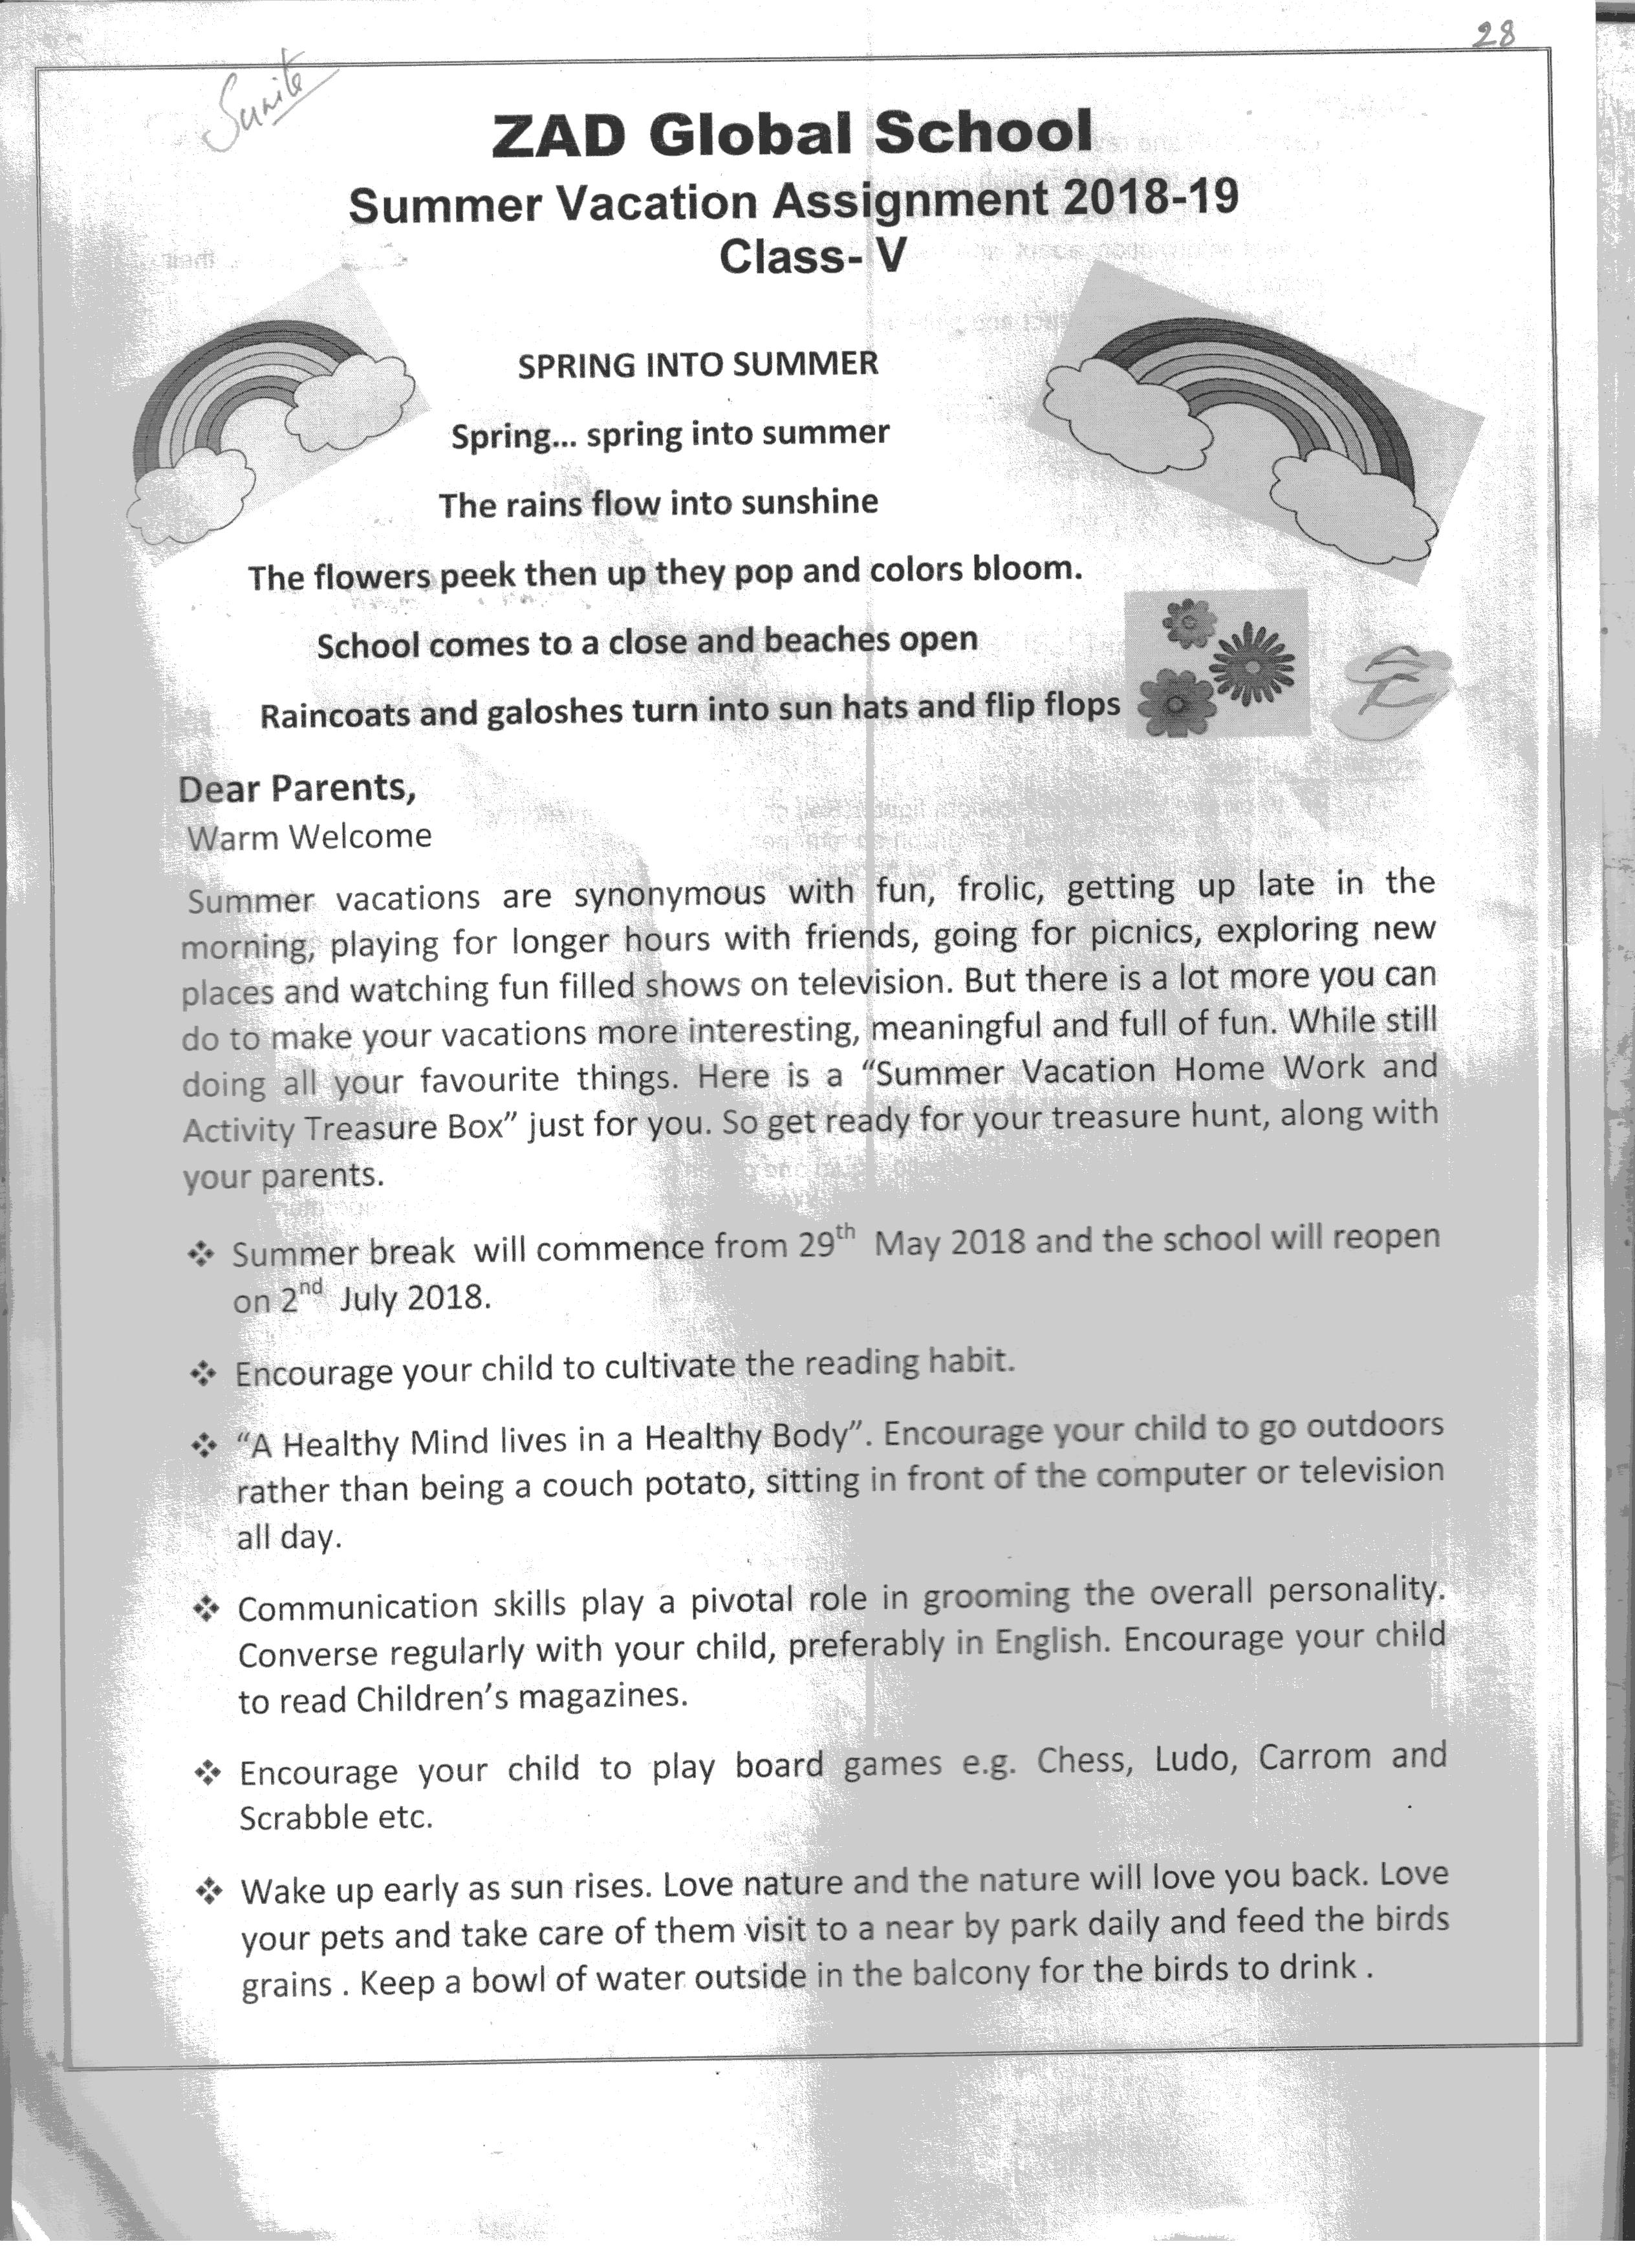 28
Sunita
ZAD Global School
Summer Vacation Assignment 2018-19
Class- V
SPRING INTO SUMMER
Spring... spring into summer
The rains flow into sunshine
The flowers peek then up they pop and colors bloom.
School comes to a close and beaches open
Raincoats and galoshes turn into sun hats and flip flops
Dear Parents,
Warm Welcome
Summer vacations are synonymous with fun, frolic, getting up late in the
morning, playing for longer hours with friends, going for picnics, exploring new
places and watching fun filled shows on television. But there is a lot more you can
do to make your vacations more interesting, meaningful and full of fun. While still
doing all your favourite things. Here is a “Summer Vacation Home Work and
Activity Treasure Box” just for you. So get ready for your treasure hunt, along with
your parents.
❖ Summer break will commence from 29th May 2018 and the school will reopen
on 2nd July 2018.
❖ Encourage your child to cultivate the reading habit.
❖ “A Healthy Mind lives in a Healthy Body”. Encourage your child to go outdoors
rather than being a couch potato, sitting in front of the computer or television
all day.
❖ Communication skills play a pivotal role in grooming the overall personality.
Converse regularly with your child, preferably in English. Encourage your child
to read Children’s magazines.
❖ Encourage your child to play board games e.g. Chess, Ludo, Carrom and
Scrabble etc.
❖ Wake up early as sun rises. Love nature and the nature will love you back. Love
your pets and take care of them visit to a near by park daily and feed the birds
grains . Keep a bowl of water outside in the balcony for the birds to drink .